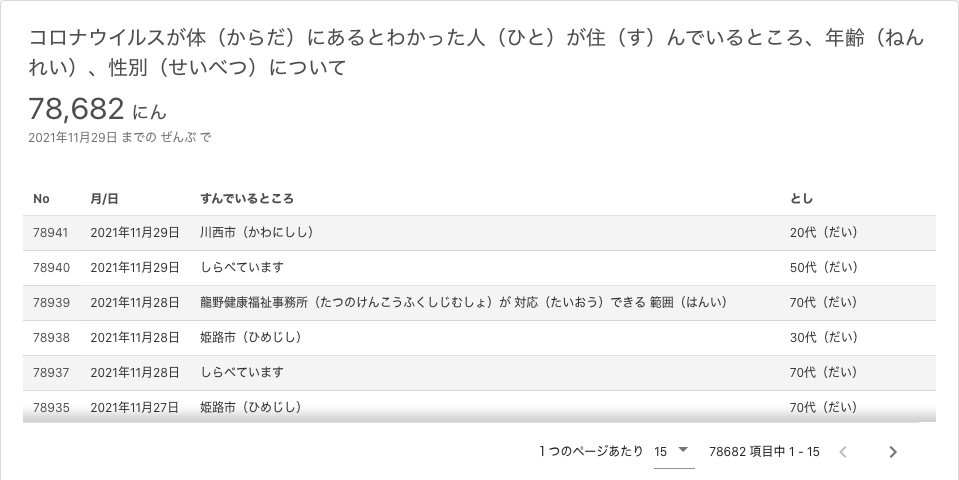 コロナウイルスが体（からだ）にあるとわかった人（ひと）が住（す）んでいるところ、年齢（ねん
れい）、性別（せいべつ）について
78,682 にん
2021年11月29日 までの ぜんぶ で
No 月/日 すんでいるところ とし
78941 2021年11月29日 川西市（かわにしし） 20代（だい）
78940 2021年11月29日 しらべています 50代（だい）
78939 2021年11月28日 龍野健康福祉事務所（たつのけんこうふくしじむしょ）が 対応（たいおう）できる 範囲（はんい） 70代（だい）
78938 2021年11月28日 姫路市（ひめじし） 30代（だい）
78937 2021年11月28日 しらべています 70代（だい）
78935 2021年11月27日 姫路市（ひめじし） 70代（だい）
1 つのページあたり 15 78682 項目中 1 - 15